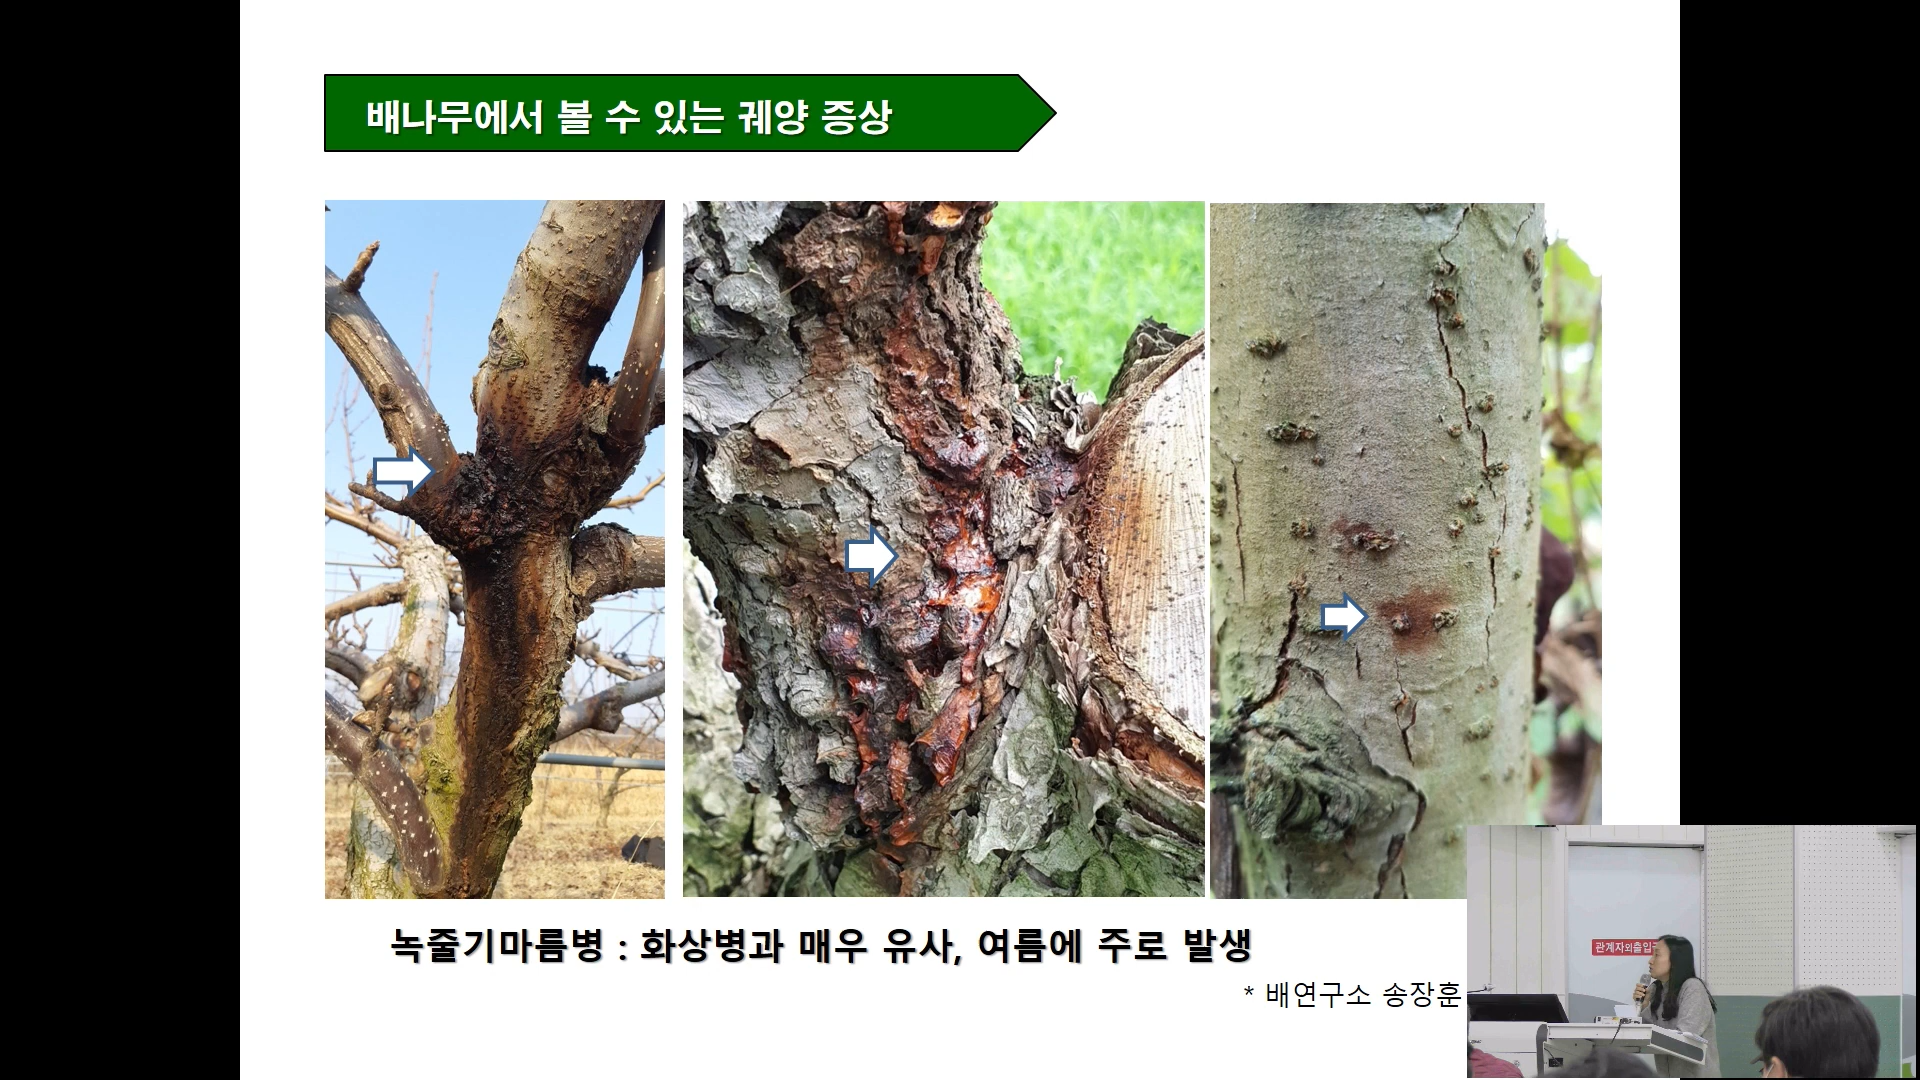 배나무에서 볼 수 있는 궤양 증상
녹줄기마름병 : 화상병과 매우 유사, 여름에 주로 발생
* 배연구소 송장훈
관계자외출입